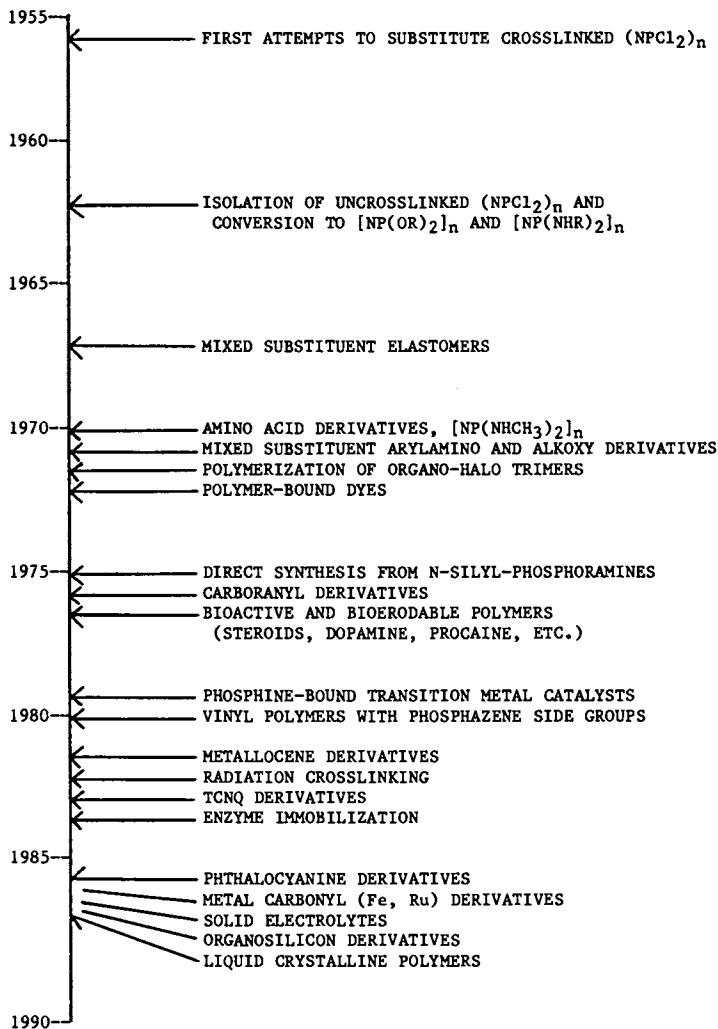 1955
FIRST ATTEMPTS TO SUBSTITUTE CROSSLINKED (NPCl₂)ₙ
1960
ISOLATION OF UNCROSSLINKED (NPCl₂)ₙ AND
CONVERSION TO [NP(OR)₂]ₙ AND [NP(NHR)₂]ₙ
1965
MIXED SUBSTITUENT ELASTOMERS
1970
AMINO ACID DERIVATIVES, [NP(NHCH₃)₂]ₙ
MIXED SUBSTITUENT ARYLAMINO AND ALKOXY DERIVATIVES
POLYMERIZATION OF ORGANO-HALO TRIMERS
POLYMER-BOUND DYES
1975
DIRECT SYNTHESIS FROM N-SILYL-PHOSPHORAMINES
CARBORANYL DERIVATIVES
BIOACTIVE AND BIOERODABLE POLYMERS
(STEROIDS, DOPAMINE, PROCAINE, ETC.)
PHOSPHINE-BOUND TRANSITION METAL CATALYSTS
1980
VINYL POLYMERS WITH PHOSPHAZENE SIDE GROUPS
METALLOCENE DERIVATIVES
RADIATION CROSSLINKING
TCNQ DERIVATIVES
ENZYME IMMOBILIZATION
1985
PHTHALOCYANINE DERIVATIVES
METAL CARBONYL (Fe, Ru) DERIVATIVES
SOLID ELECTROLYTES
ORGANOSILICON DERIVATIVES
LIQUID CRYSTALLINE POLYMERS
1990